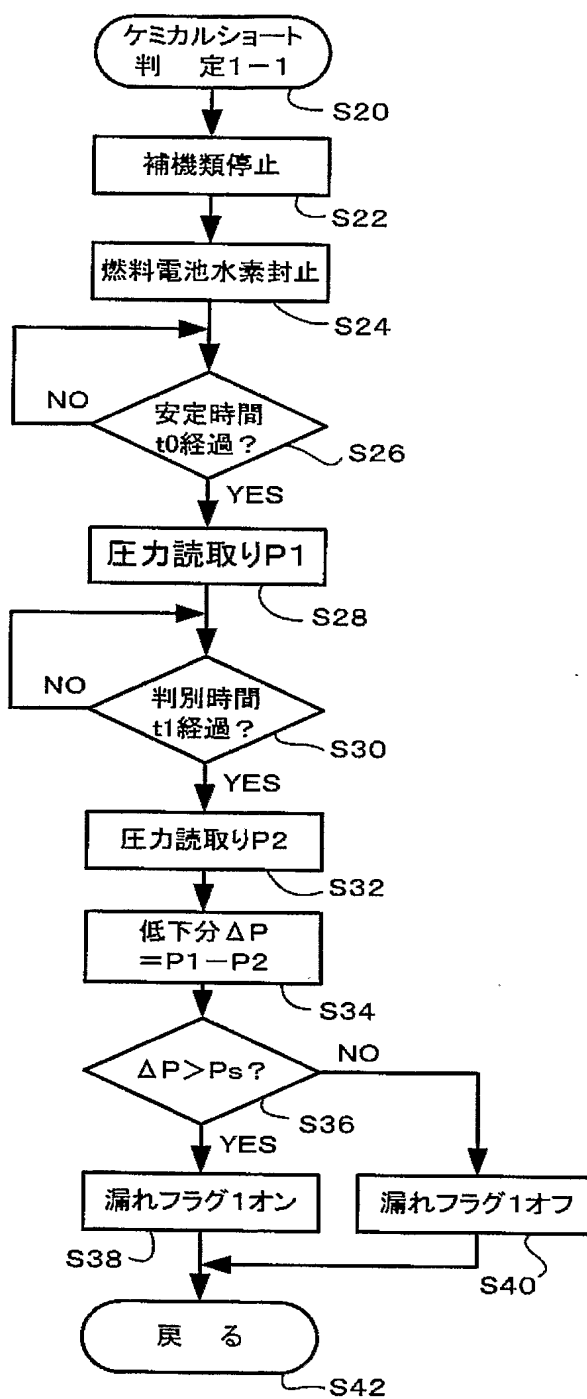 ケミカルショート
判 定1－1
S20
補機類停止
S22
燃料電池水素封止
S24
安定時間
t0経過?
NO
S26
YES
圧力読取りP1
S28
判別時間
t1経過?
NO
S30
YES
圧力読取りP2
S32
低下分ΔP
=P1－P2
S34
ΔP>Ps?
NO
S36
YES
漏れフラグ1オン
S38
漏れフラグ1オフ
S40
戻 る
S42